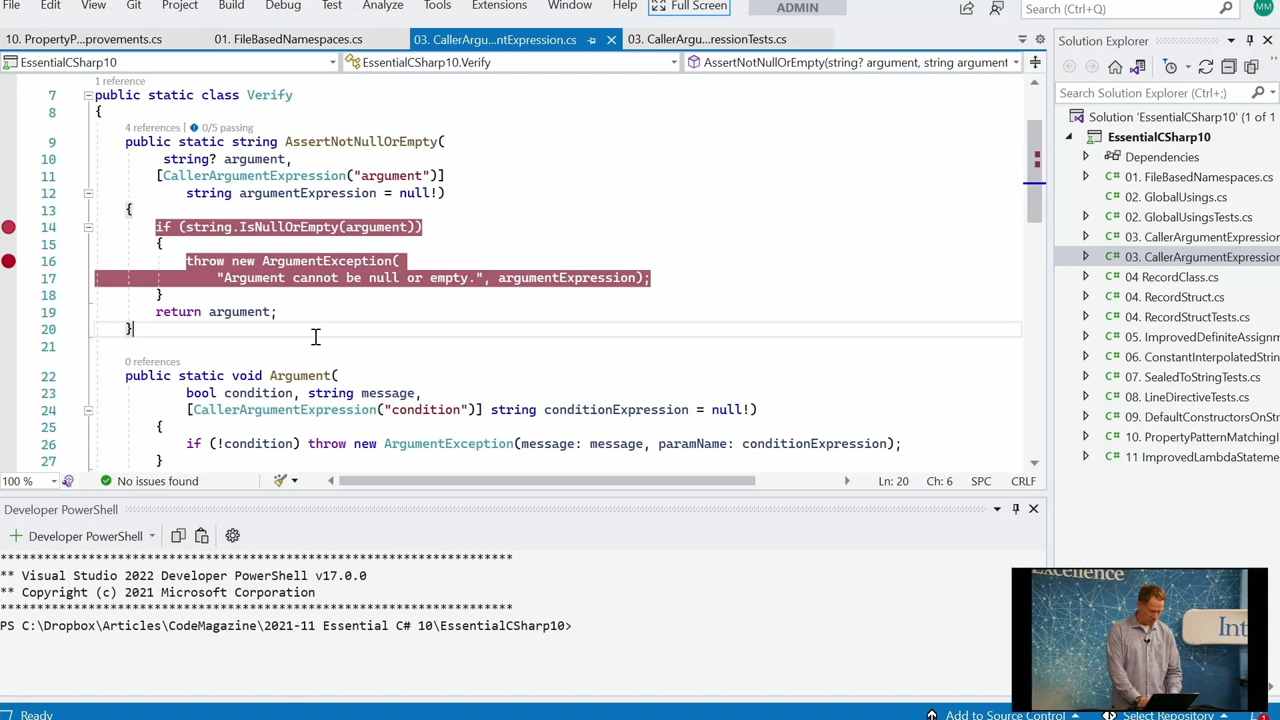 File Edit View Git Project Build Debug Test Analyze Tools Extensions Window Help Full Screen ADMIN Search (Ctrl+Q) MM
10. PropertyP...provements.cs 01. FileBasedNamespaces.cs 03. CallerArgu...ntExpression.cs 03. CallerArgu...ressionTests.cs
EssentialCSharp10 EssentialCSharp10.Verify AssertNotNullOrEmpty(string? argument, string argument
1 reference
7 public static class Verify
8 {
4 references | 0/5 passing
9 public static string AssertNotNullOrEmpty(
10 string? argument,
11 [CallerArgumentExpression("argument")]
12 string argumentExpression = null!)
13 {
14 if (string.IsNullOrEmpty(argument))
15 {
16 throw new ArgumentException(
17 "Argument cannot be null or empty.", argumentExpression);
18 }
19 return argument;
20 }
21
0 references
22 public static void Argument(
23 bool condition, string message,
24 [CallerArgumentExpression("condition")] string conditionExpression = null!)
25 {
26 if (!condition) throw new ArgumentException(message: message, paramName: conditionExpression);
27 }
100 % No issues found Ln: 20 Ch: 6 SPC CRLF
Developer PowerShell
Developer PowerShell
**********************************************************************
** Visual Studio 2022 Developer PowerShell v17.0.0
** Copyright (c) 2021 Microsoft Corporation
**********************************************************************
PS C:\Dropbox\Articles\CodeMagazine\2021-11 Essential C# 10\EssentialCSharp10>
Solution Explorer
Search Solution Explorer (Ctrl+;)
Solution 'EssentialCSharp10' (1 of 1
EssentialCSharp10
Dependencies
C# 01. FileBasedNamespaces.cs
C# 02. GlobalUsings.cs
C# 02. GlobalUsingsTests.cs
C# 03. CallerArgumentExpression
C# 03. CallerArgumentExpression
C# 04 RecordClass.cs
C# 04. RecordStruct.cs
C# 04. RecordStructTests.cs
C# 05. ImprovedDefiniteAssignm
C# 06. ConstantInterpolatedStrin
C# 07. SealedToStringTests.cs
C# 08. LineDirectiveTests.cs
C# 09. DefaultConstructorsOnStr
C# 10. PropertyPatternMatchingI
C# 11 ImprovedLambdaStateme
Excellence
Int
Ready Add to Source Control Select Repository